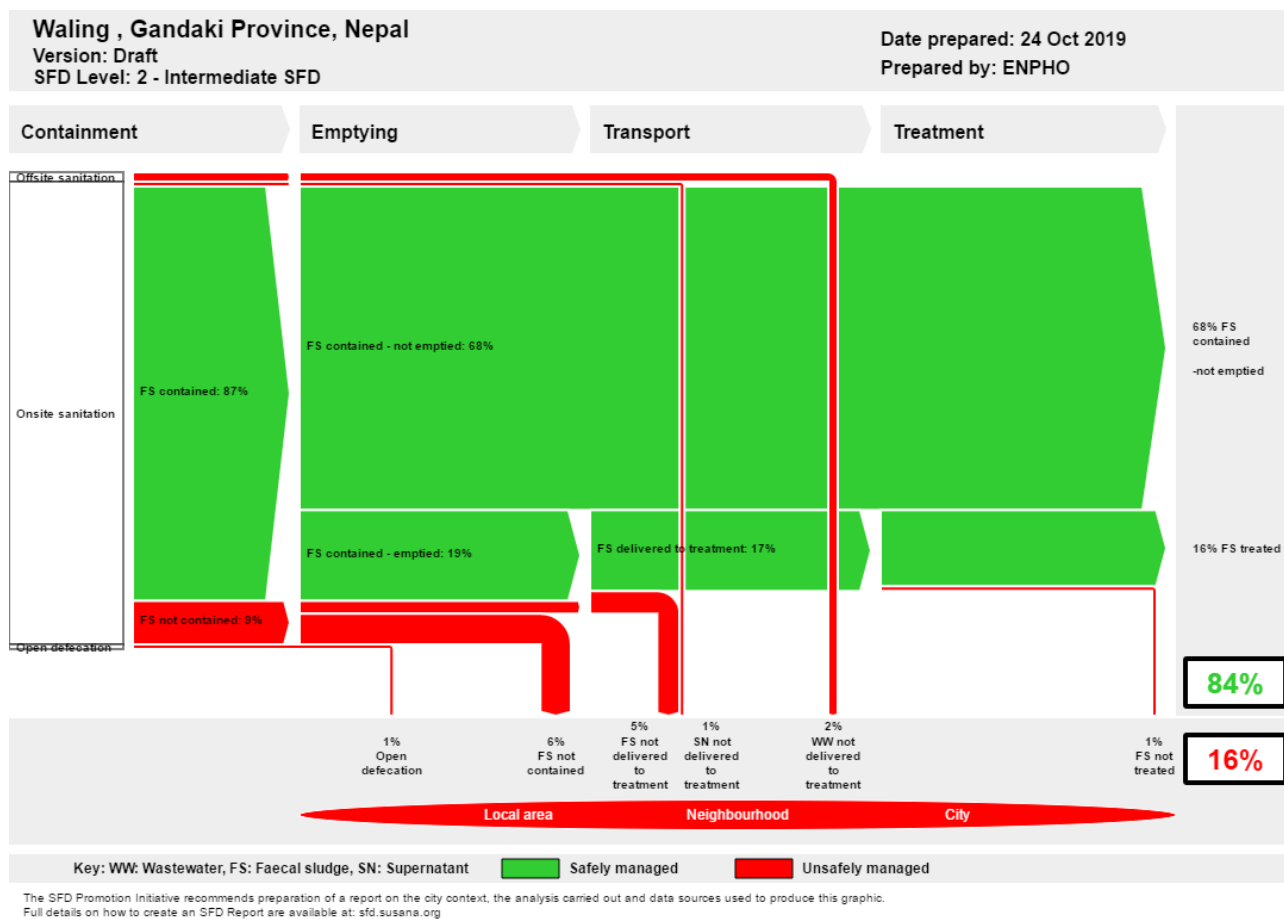 Waling , Gandaki Province, Nepal
Version: Draft
SFD Level: 2 - Intermediate SFD
Date prepared: 24 Oct 2019
Prepared by: ENPHO
Containment
Emptying
Transport
Treatment
Offsite sanitation
Onsite sanitation
Open defecation
FS contained: 87%
FS not contained: 9%
FS contained - not emptied: 68%
FS contained - emptied: 19%
FS delivered to treatment: 17%
68% FS
contained
-not emptied
16% FS treated
84%
16%
1%
Open
defecation
6%
FS not
contained
5%
FS not
delivered
to
treatment
1%
SN not
delivered
to
treatment
2%
WW not
delivered
to
treatment
1%
FS not
treated
Local area
Neighbourhood
City
Key: WW: Wastewater, FS: Faecal sludge, SN: Supernatant
Safely managed
Unsafely managed
The SFD Promotion Initiative recommends preparation of a report on the city context, the analysis carried out and data sources used to produce this graphic.
Full details on how to create an SFD Report are available at: sfd.susana.org